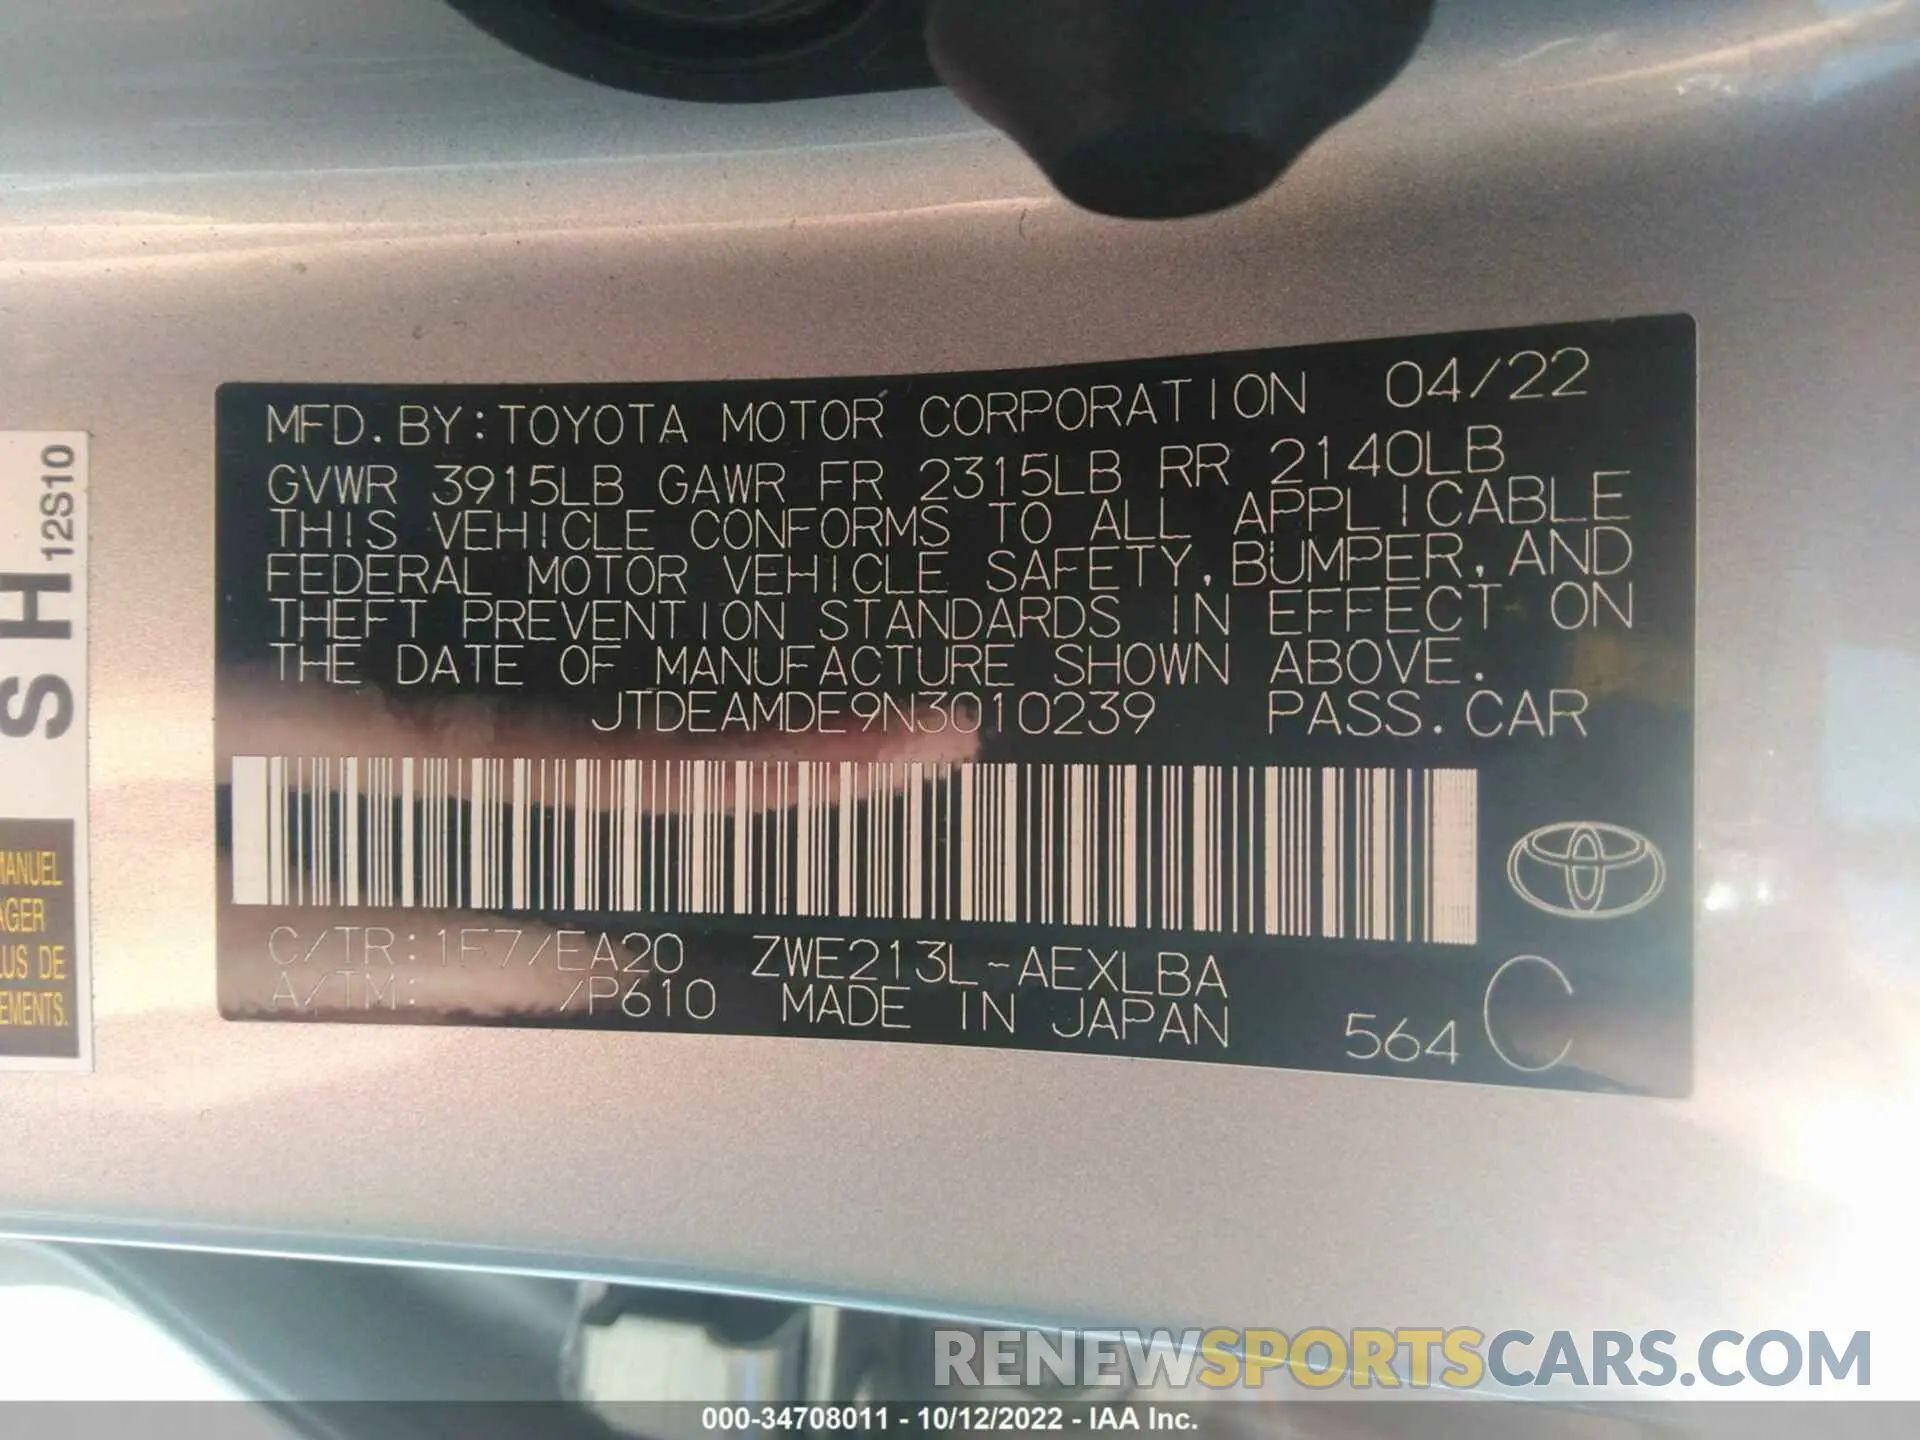 MFD. BY: TOYOTA MOTOR CORPORATION 04/22
GVWR 3915LB GAWR FR 2315LB RR 2140LB
THIS VEHICLE CONFORMS TO ALL APPLICABLE
FEDERAL MOTOR VEHICLE SAFETY, BUMPER, AND
THEFT PREVENTION STANDARDS IN EFFECT ON
THE DATE OF MANUFACTURE SHOWN ABOVE.
JTDEAMDE9N3010239 PASS. CAR
C/TR: 1F7/EA20 ZWE213L-AEXLBA
A/TM: /P610 MADE IN JAPAN 564 C
SH 12S10
MANUEL
AGER
LUS DE
EMENTS.
RENEWSPORTSCARS.COM
000-34708011 - 10/12/2022 - IAA Inc.